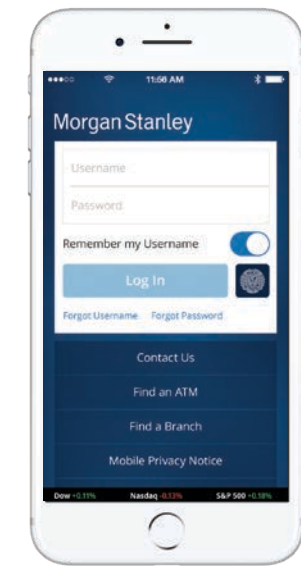 11:56 AM
Morgan Stanley
Username
Password
Remember my Username
Log In
Forgot Username Forgot Password
Contact Us
Find an ATM
Find a Branch
Mobile Privacy Notice
Dow +0.11% Nasdaq -0.13% S&P 500 +0.18%